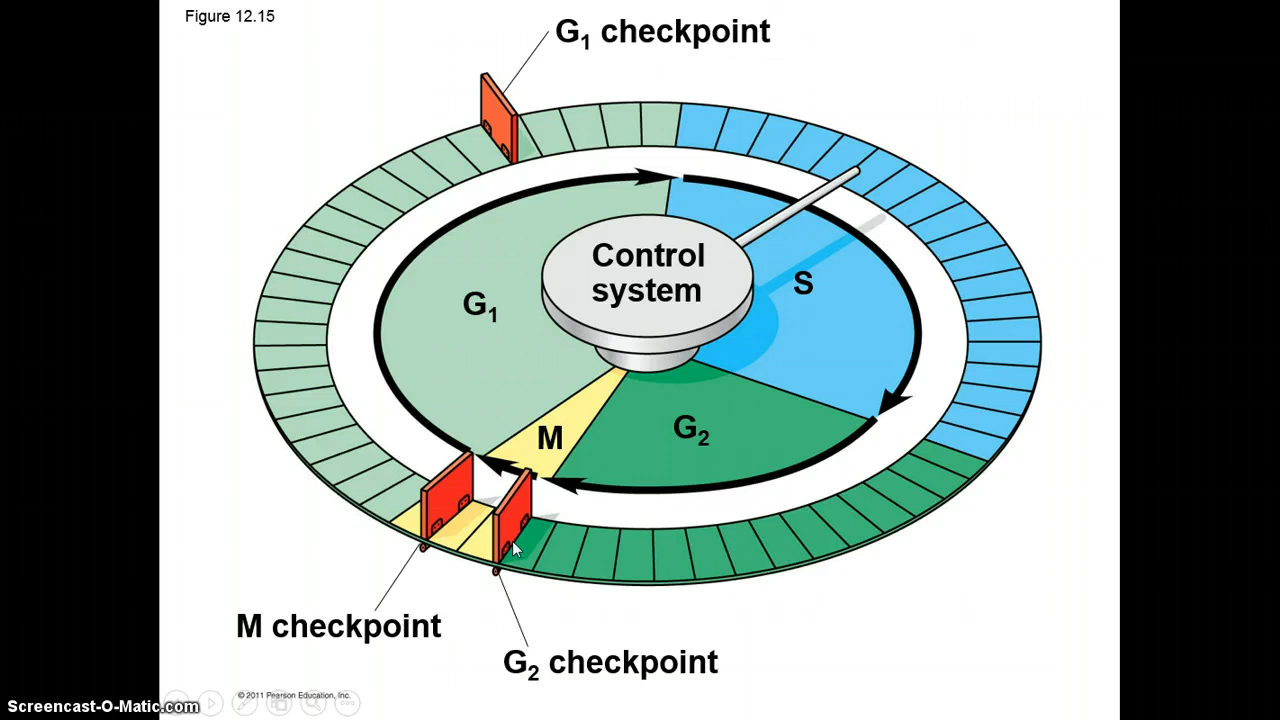 Figure 12.15
G₁ checkpoint
Control
system
S
G₁
M
G₂
M checkpoint
G₂ checkpoint
© 2011 Pearson Education, Inc.
Screencast-O-Matic.com